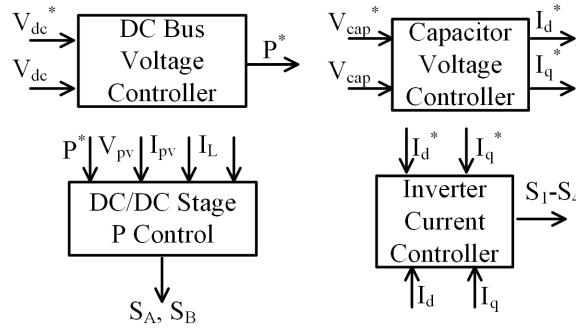 V_dc^*
V_dc
DC Bus
Voltage
Controller
P^*
V_cap^*
V_cap
Capacitor
Voltage
Controller
I_d^*
I_q^*
P^* V_pv I_pv I_L
DC/DC Stage
P Control
S_A, S_B
I_d^* I_q^*
Inverter
Current
Controller
S_1-S_4
I_d I_q